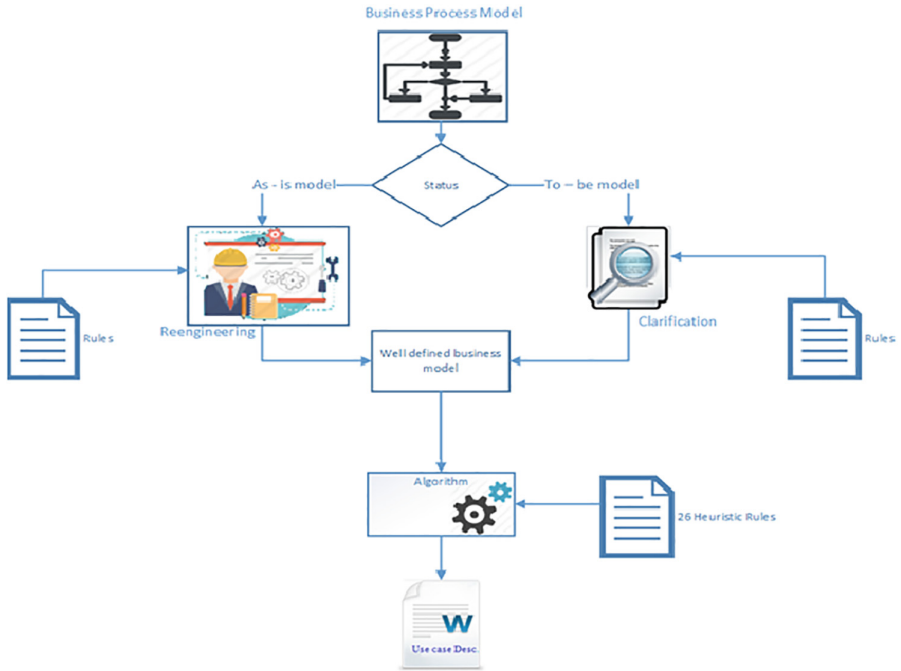 Business Process Model
Status
As - is model
To – be model
Rules
Reengineering
Clarification
Rules
Well defined business
model
Algorithm
26 Heuristic Rules
W
Use case Desc.